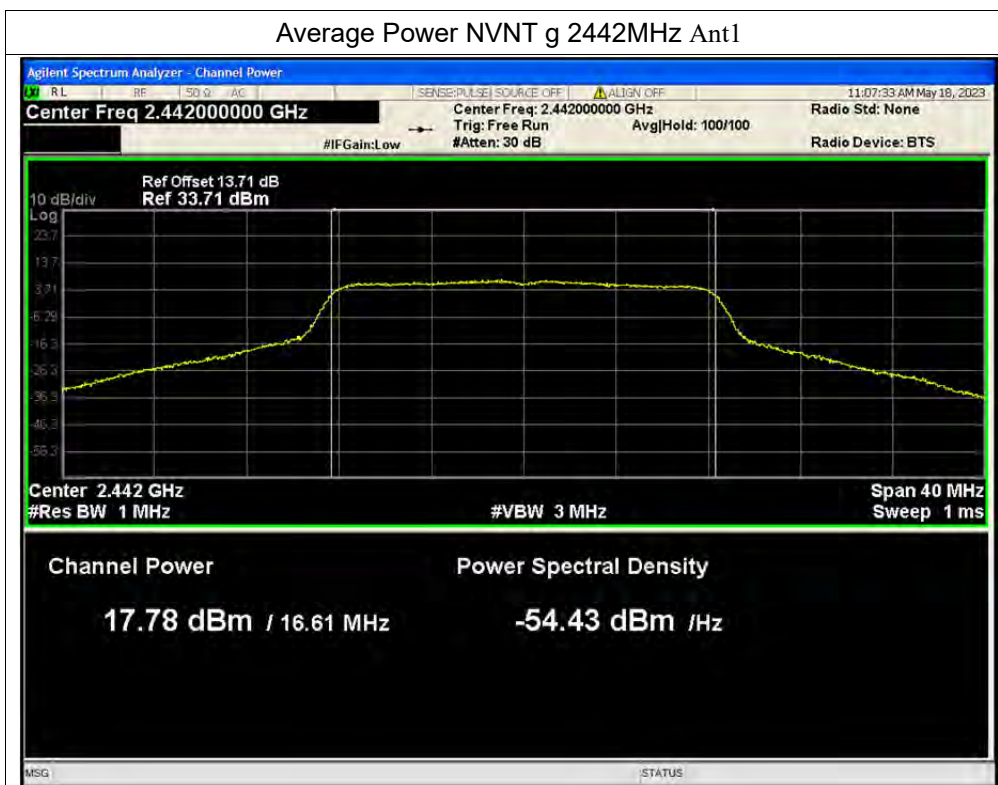 Average Power NVNT g 2442MHz Ant1
Agilent Spectrum Analyzer - Channel Power
RL RF 50 Ω AC SENSE:PULSE SOURCE OFF ALIGN OFF 11:07:33 AM May 18, 2023
Center Freq 2.442000000 GHz Center Freq: 2.442000000 GHz Radio Std: None
Trig: Free Run Avg|Hold: 100/100
#IFGain:Low #Atten: 30 dB Radio Device: BTS
Ref Offset 13.71 dB
10 dB/div Ref 33.71 dBm
Log
23.7
13.7
3.71
-6.29
-16.3
-26.3
-36.3
-46.3
-56.3
Center 2.442 GHz Span 40 MHz
#Res BW 1 MHz #VBW 3 MHz Sweep 1 ms
Channel Power Power Spectral Density
17.78 dBm / 16.61 MHz -54.43 dBm /Hz
MSG STATUS